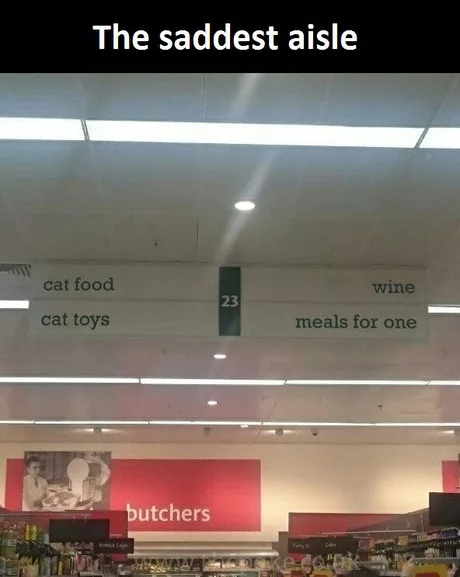 The saddest aisle
cat food
cat toys
23
wine
meals for one
butchers